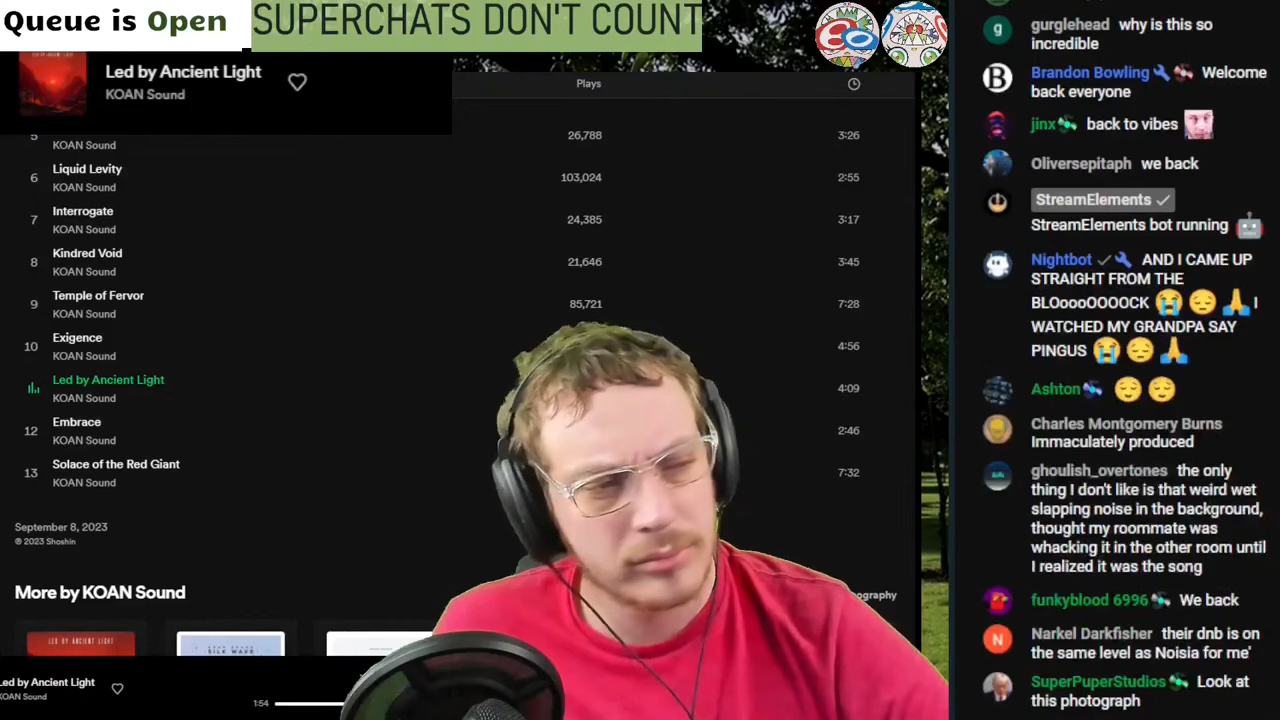 Queue is Open
SUPERCHATS DON'T COUNT
Led by Ancient Light
KOAN Sound
Plays
5
KOAN Sound
26,788
3:26
6
Liquid Levity
KOAN Sound
103,024
2:55
7
Interrogate
KOAN Sound
24,385
3:17
8
Kindred Void
KOAN Sound
21,646
3:45
9
Temple of Fervor
KOAN Sound
85,721
7:28
10
Exigence
KOAN Sound
4:56
Led by Ancient Light
KOAN Sound
4:09
12
Embrace
KOAN Sound
2:46
13
Solace of the Red Giant
KOAN Sound
7:32
September 8, 2023
℗ 2023 Shoshin
More by KOAN Sound
ography
LED BY ANCIENT LIGHT
SILK WAVE
Led by Ancient Light
KOAN Sound
1:54
gurglehead why is this so
incredible
Brandon Bowling Welcome
back everyone
jinx back to vibes
Oliversepitaph we back
StreamElements
StreamElements bot running
Nightbot AND I CAME UP
STRAIGHT FROM THE
BLOoooOOOOCK 😭😔🙏 I
WATCHED MY GRANDPA SAY
PINGUS 😭😔🙏
Ashton 😌😌
Charles Montgomery Burns
Immaculately produced
ghoulish_overtones the only
thing I don't like is that weird wet
slapping noise in the background,
thought my roommate was
whacking it in the other room until
I realized it was the song
funkyblood 6996 We back
Narkel Darkfisher their dnb is on
the same level as Noisia for me'
SuperPuperStudios Look at
this photograph